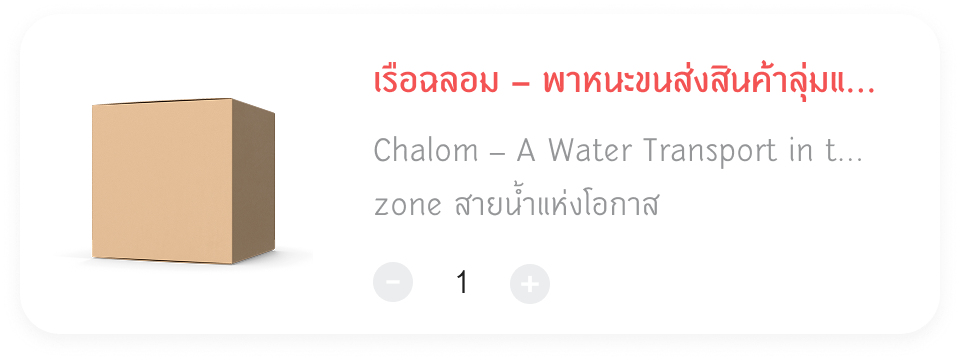 เรือฉลอม – พาหนะขนส่งสินค้าลุ่มแ...
Chalom – A Water Transport in t...
zone สายน้ำแห่งโอกาส
1